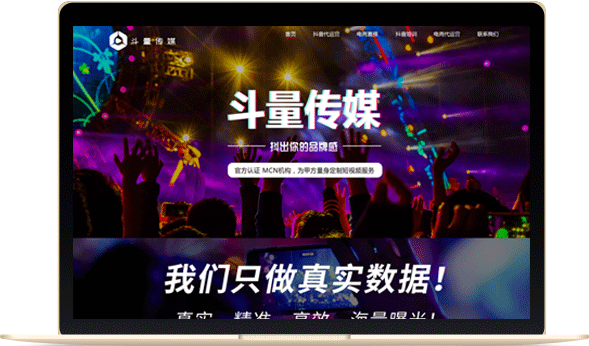 斗量传媒
首页 抖音代运营 电商直播 抖音培训 电商代运营 联系我们
斗量传媒
抖出你的品牌感
官方认证 MCN机构,为甲方量身定制短视频服务
我们只做真实数据!
真实 精准 高效 海量曝光!